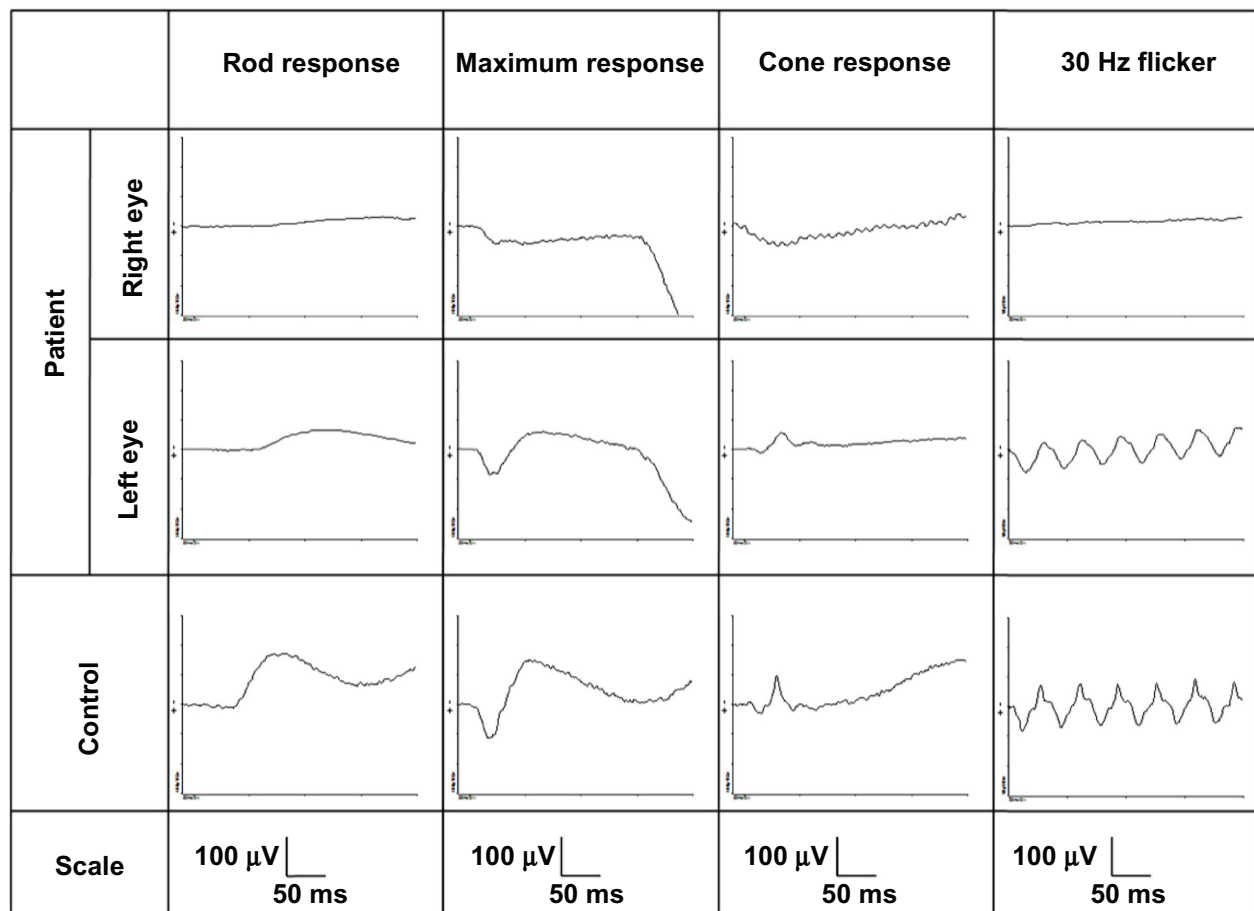 Rod response
Maximum response
Cone response
30 Hz flicker
Patient
Right eye
Left eye
Control
Scale
100 µV
50 ms
100 µV
50 ms
100 µV
50 ms
100 µV
50 ms